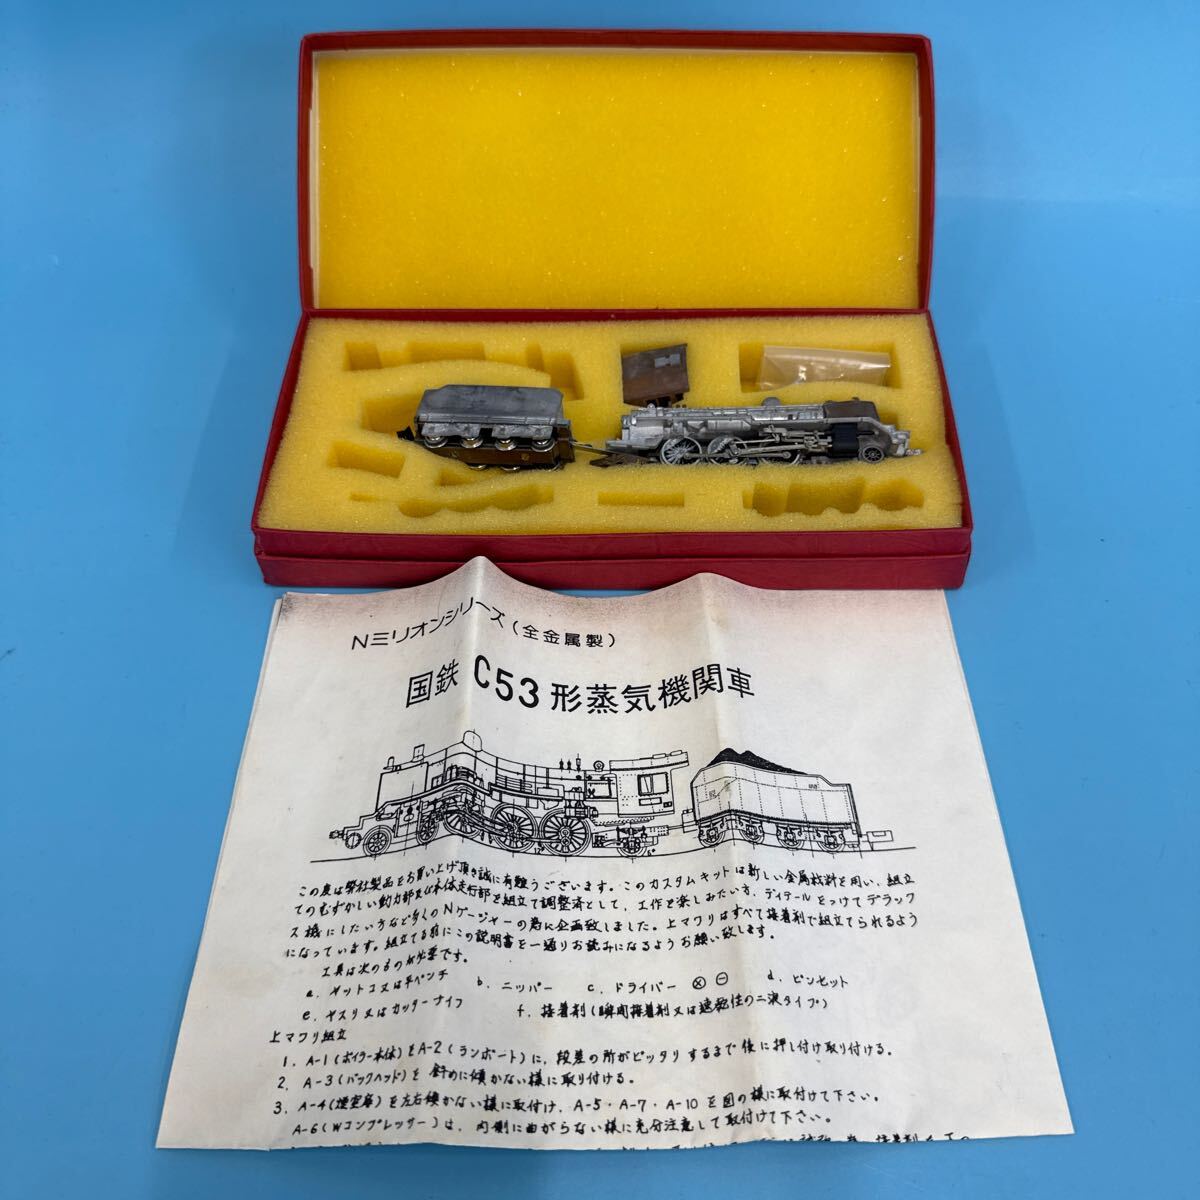 Nミリオンシリーズ(全金属製)
国鉄 C53 形蒸気機関車
この度は弊社製品をお買い上げ頂き誠に有難うございます。このカスタムキットは新しい金属材料を用い、組立
てのむずかしい動力部及び本体走行部を組立て調整済として、工作を楽しみたい方、ディテールをつけてデラック
ス機にしたい方など多くのNゲージャーの為に企画致しました。上マワリはすべて接着剤で組立てられるよう
になっています。組立てる前にこの説明書を一通りお読みになるようお願い致します。
工具は次のものが必要です。
a. ヤットコ又は平ペンチ b. ニッパー c. ドライバー ⊗ ⊖ d. ピンセット
e. ヤスリ又はカッターナイフ f. 接着剤(瞬間接着剤又は速乾性の二液タイプ)
上マワリ組立
1. A-1(ボイラー本体)をA-2(ランボード)に、段差の所がピッタリするまで後に押し付け取り付ける。
2. A-3(バックヘッド)を斜めに傾かない様に取り付ける。
3. A-4(煙室扉)を左右傾かない様に取付け、A-5・A-7・A-10を図の様に取付けて下さい。
A-6(Wコンプレッサー)は、内側に曲がらない様に充分注意して取付けて下さい。